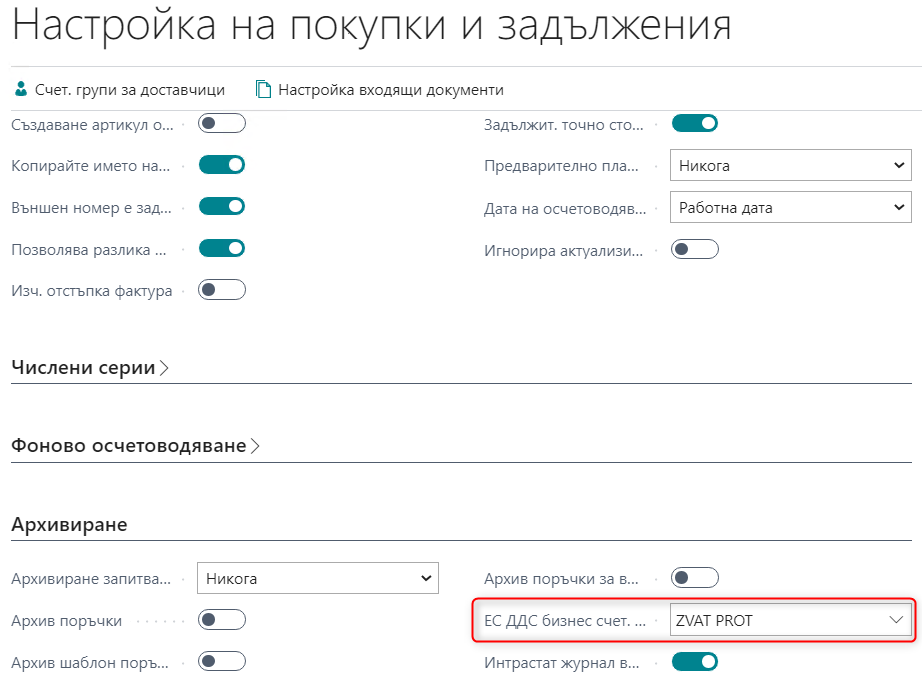 Настройка на покупки и задължения
Счет. групи за доставчици Настройка входящи документи
Създаване артикул о... Задължит. точно сто...
Копирайте името на... Предварително пла... Никога
Външен номер е зад... Дата на осчетоводяв... Работна дата
Позволява разлика ... Игнорира актуализи...
Изч. отстъпка фактура
Числени серии
Фоново осчетоводяване
Архивиране
Архивиране запитва... Никога Архив поръчки за в...
Архив поръчки ЕС ДДС бизнес счет. ... ZVAT PROT
Архив шаблон поръ... Интрастат журнал в...